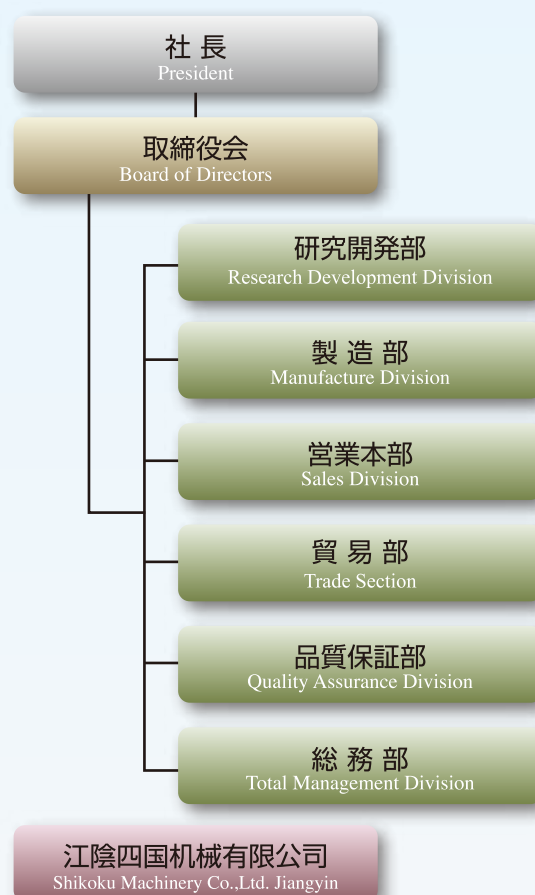 社 長
President
取締役会
Board of Directors
研究開発部
Research Development Division
製 造 部
Manufacture Division
営業本部
Sales Division
貿 易 部
Trade Section
品質保証部
Quality Assurance Division
総 務 部
Total Management Division
江陰四国机械有限公司
Shikoku Machinery Co.,Ltd. Jiangyin